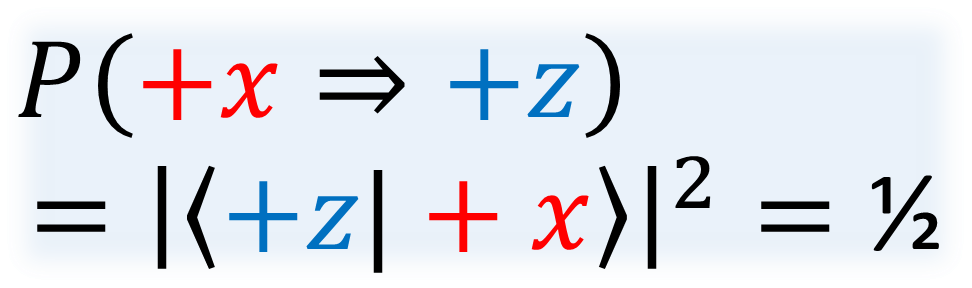 P(+x ⇒ +z)
= |⟨+z| + x⟩|² = ½